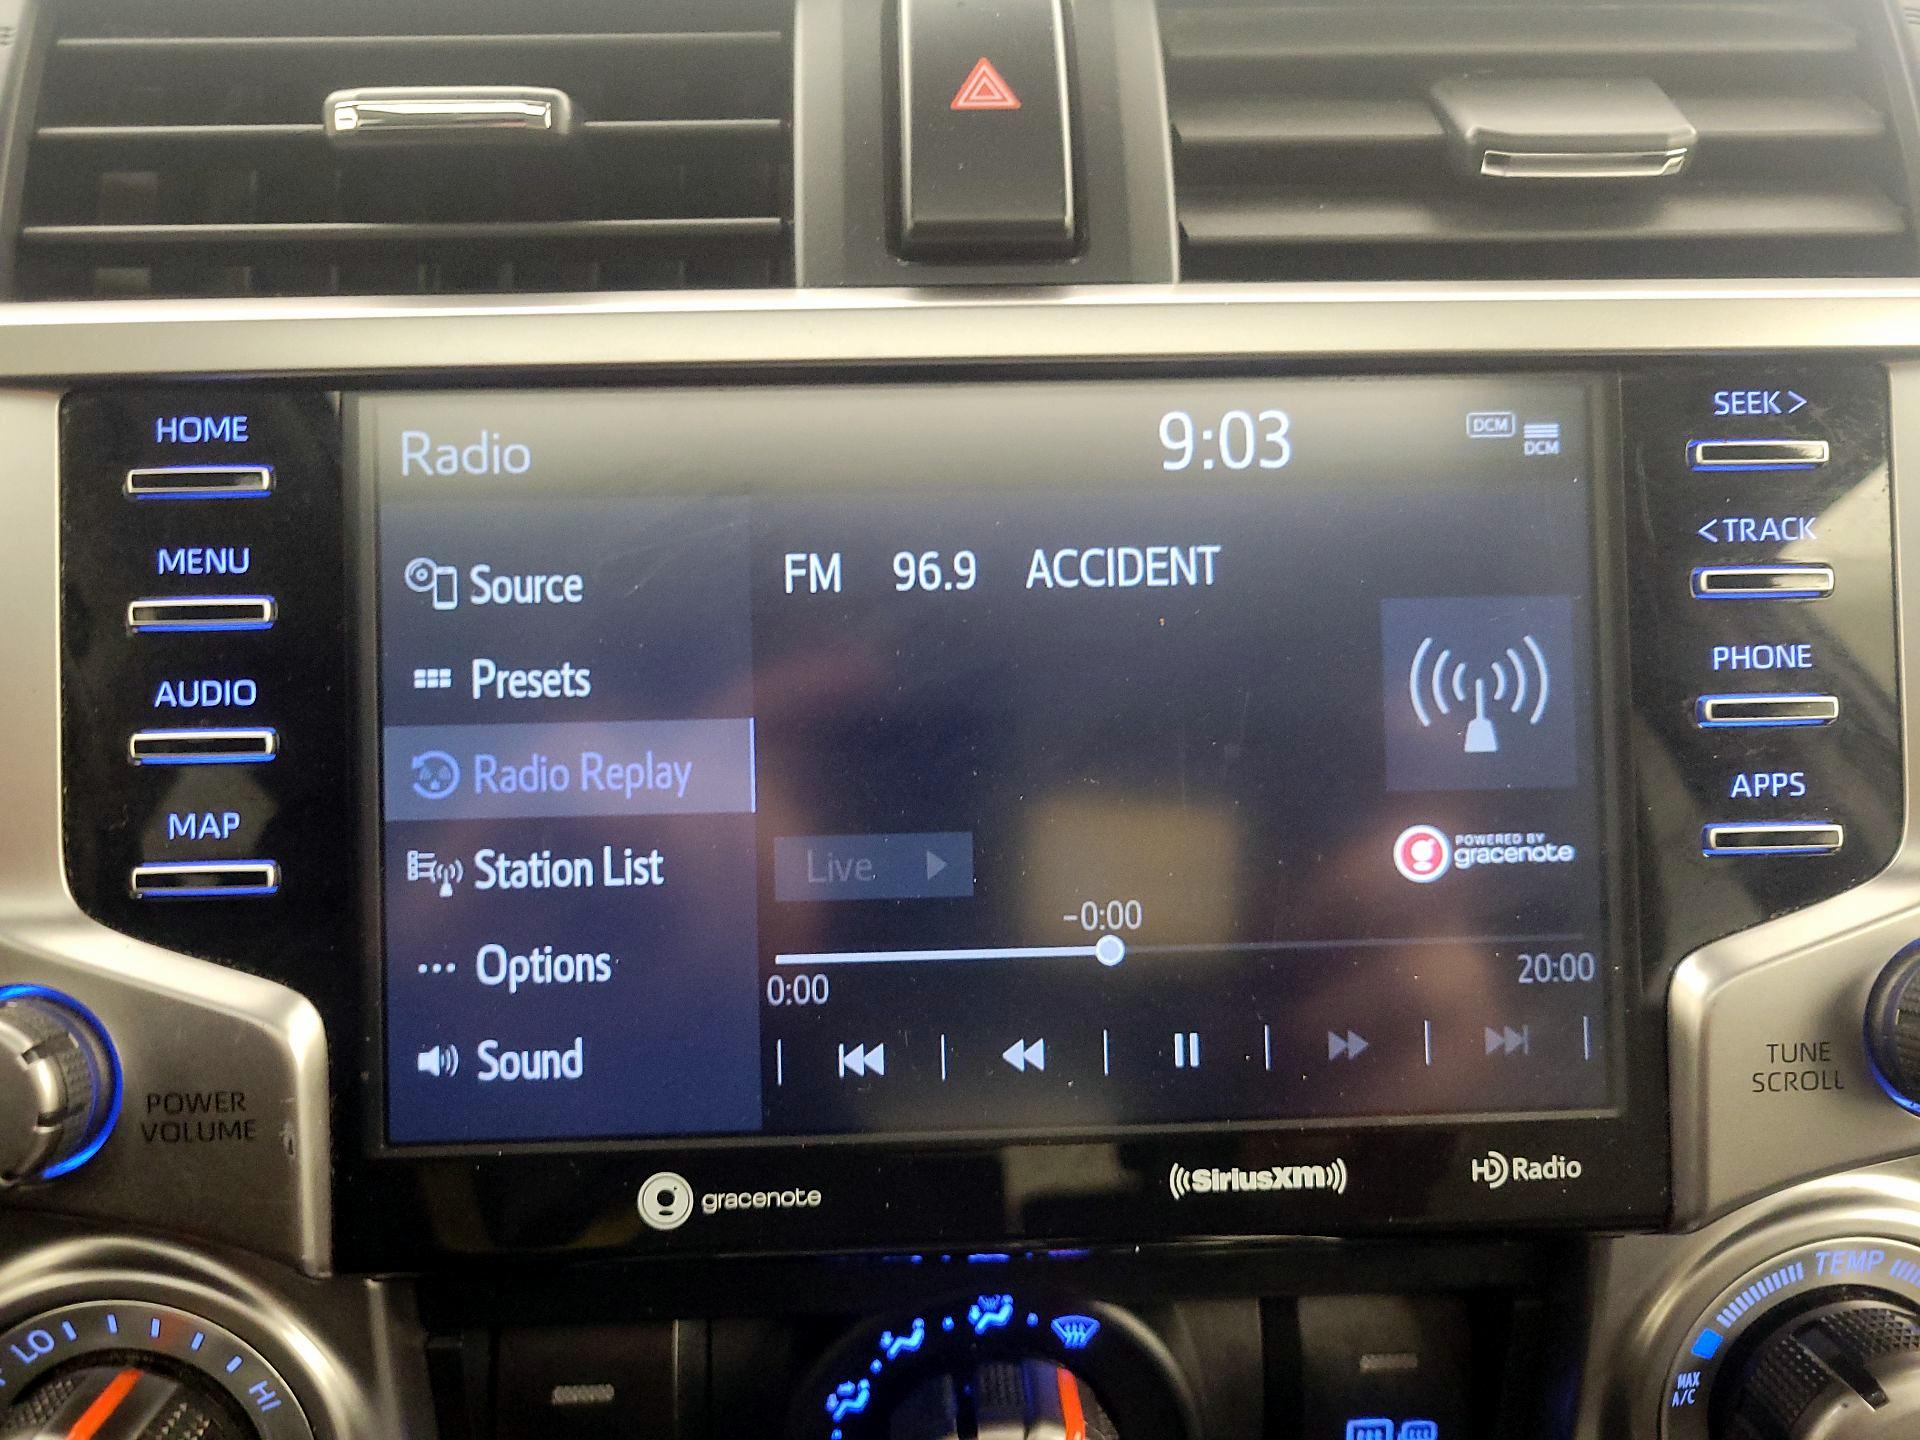 HOME
MENU
AUDIO
MAP
POWER
VOLUME
Radio
9:03
DCM
DCM
Source
Presets
Radio Replay
Station List
Options
Sound
FM 96.9 ACCIDENT
Live
POWERED BY
gracenote
-0:00
0:00
20:00
SEEK >
< TRACK
PHONE
APPS
TUNE
SCROLL
gracenote
((SiriusXM))
HD Radio
LO
HI
TEMP
MAX
A/C